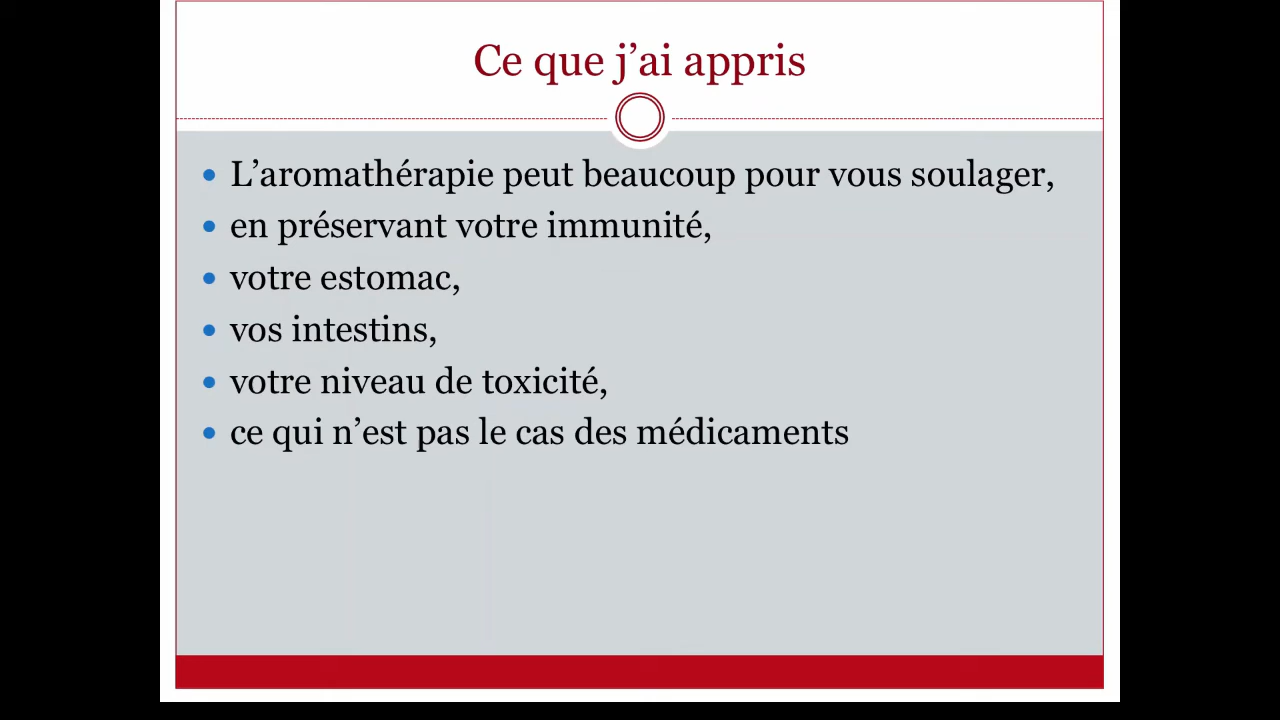 Ce que j’ai appris
L’aromathérapie peut beaucoup pour vous soulager,
en préservant votre immunité,
votre estomac,
vos intestins,
votre niveau de toxicité,
ce qui n’est pas le cas des médicaments